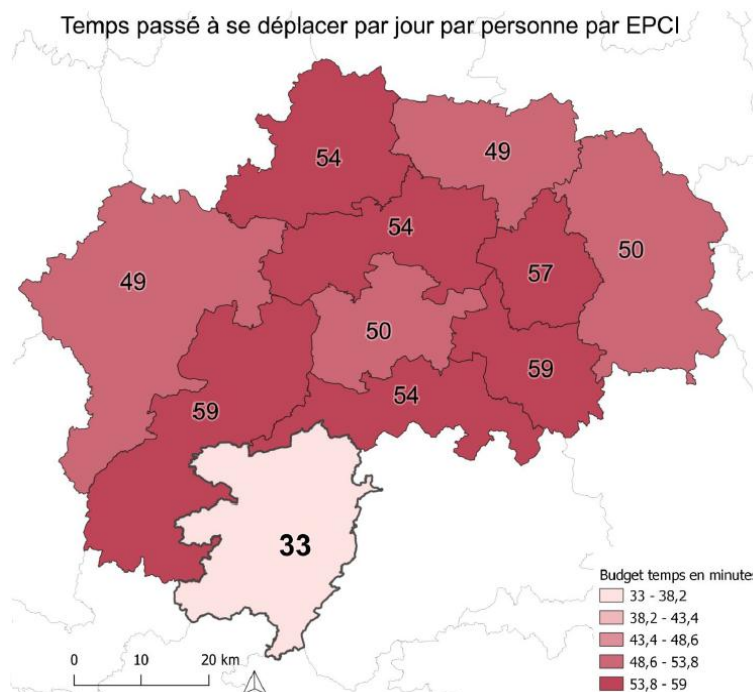 Temps passé à se déplacer par jour par personne par EPCI
54
49
54
50
57
49
50
59
59
54
33
Budget temps en minutes
33 - 38,2
38,2 - 43,4
43,4 - 48,6
48,6 - 53,8
53,8 - 59
0 10 20 km